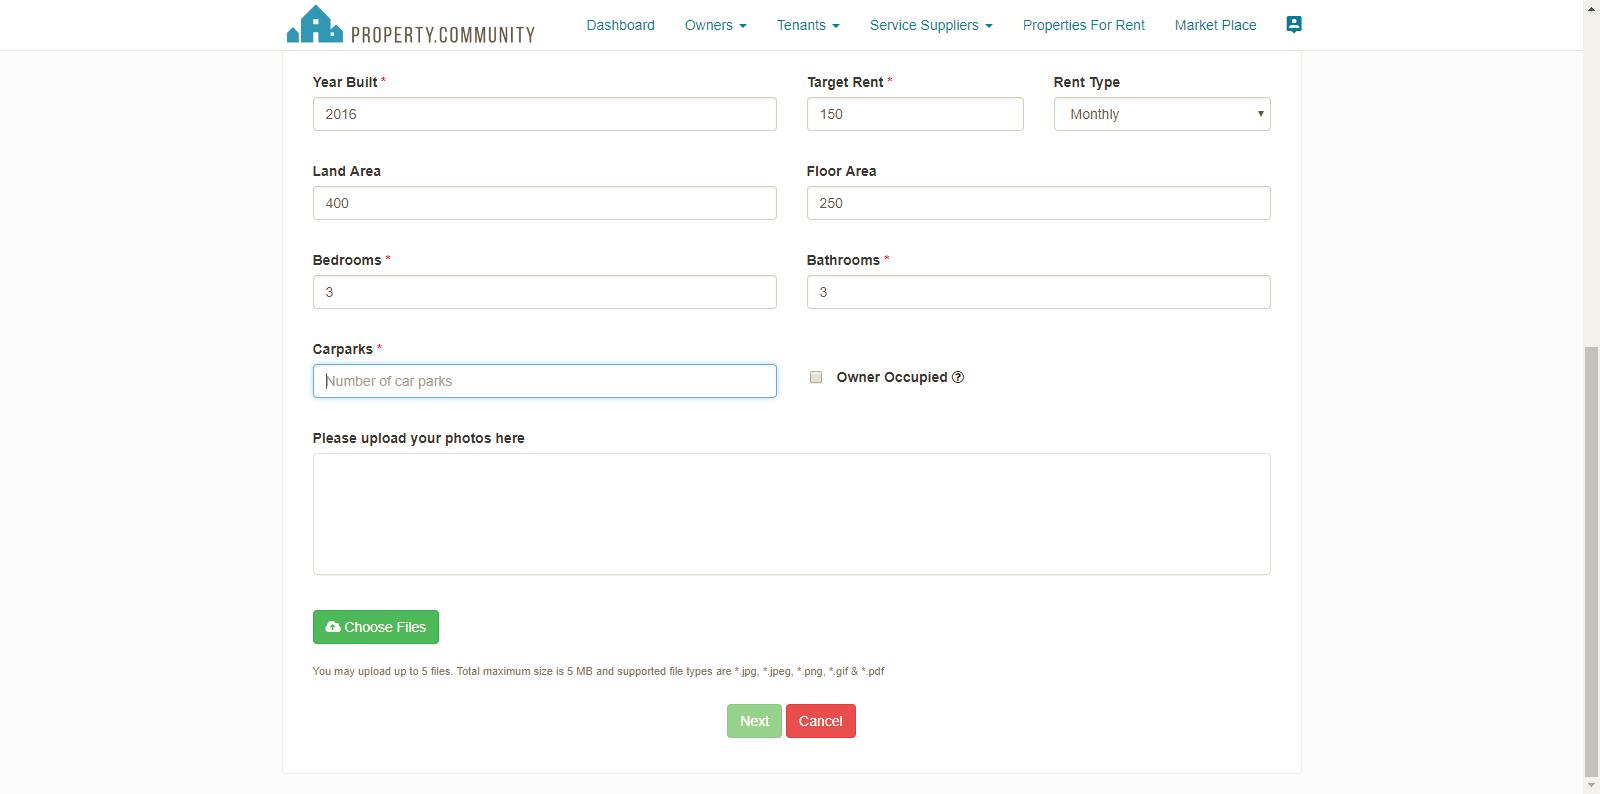 PROPERTY.COMMUNITY Dashboard Owners Tenants Service Suppliers Properties For Rent Market Place
Year Built * Target Rent * Rent Type
2016 150 Monthly
Land Area Floor Area
400 250
Bedrooms * Bathrooms *
3 3
Carparks *
Number of car parks Owner Occupied
Please upload your photos here
Choose Files
You may upload up to 5 files. Total maximum size is 5 MB and supported file types are *.jpg, *.jpeg, *.png, *.gif & *.pdf
Next Cancel